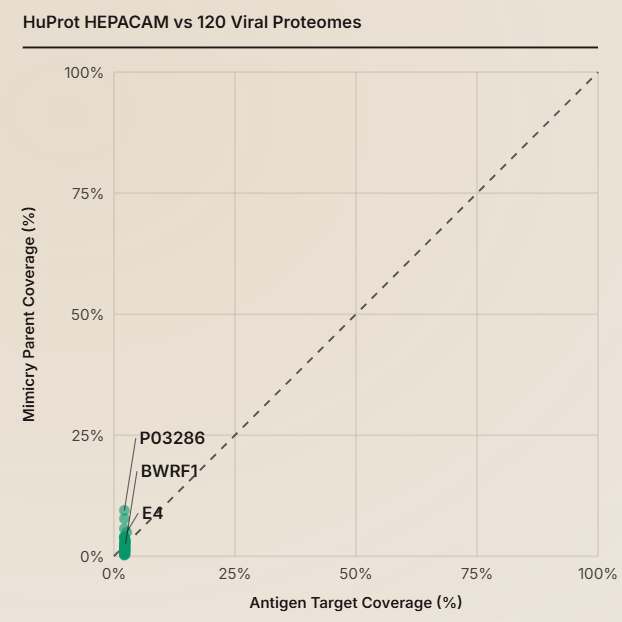 HuProt HEPACAM vs 120 Viral Proteomes
100%
75%
50%
25%
0%
Mimicry Parent Coverage (%)
P03286
BWRF1
E4
0%
25%
50%
75%
100%
Antigen Target Coverage (%)